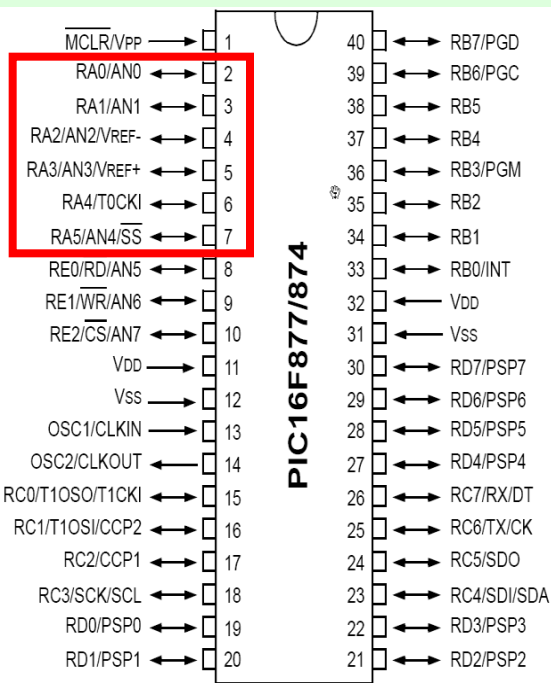 MCLR/VPP 1 40 RB7/PGD
RA0/AN0 2 39 RB6/PGC
RA1/AN1 3 38 RB5
RA2/AN2/VREF- 4 37 RB4
RA3/AN3/VREF+ 5 36 RB3/PGM
RA4/T0CKI 6 35 RB2
RA5/AN4/SS 7 34 RB1
RE0/RD/AN5 8 33 RB0/INT
RE1/WR/AN6 9 32 VDD
RE2/CS/AN7 10 31 VSS
VDD 11 30 RD7/PSP7
VSS 12 29 RD6/PSP6
OSC1/CLKIN 13 28 RD5/PSP5
OSC2/CLKOUT 14 27 RD4/PSP4
RC0/T1OSO/T1CKI 15 26 RC7/RX/DT
RC1/T1OSI/CCP2 16 25 RC6/TX/CK
RC2/CCP1 17 24 RC5/SDO
RC3/SCK/SCL 18 23 RC4/SDI/SDA
RD0/PSP0 19 22 RD3/PSP3
RD1/PSP1 20 21 RD2/PSP2
PIC16F877/874